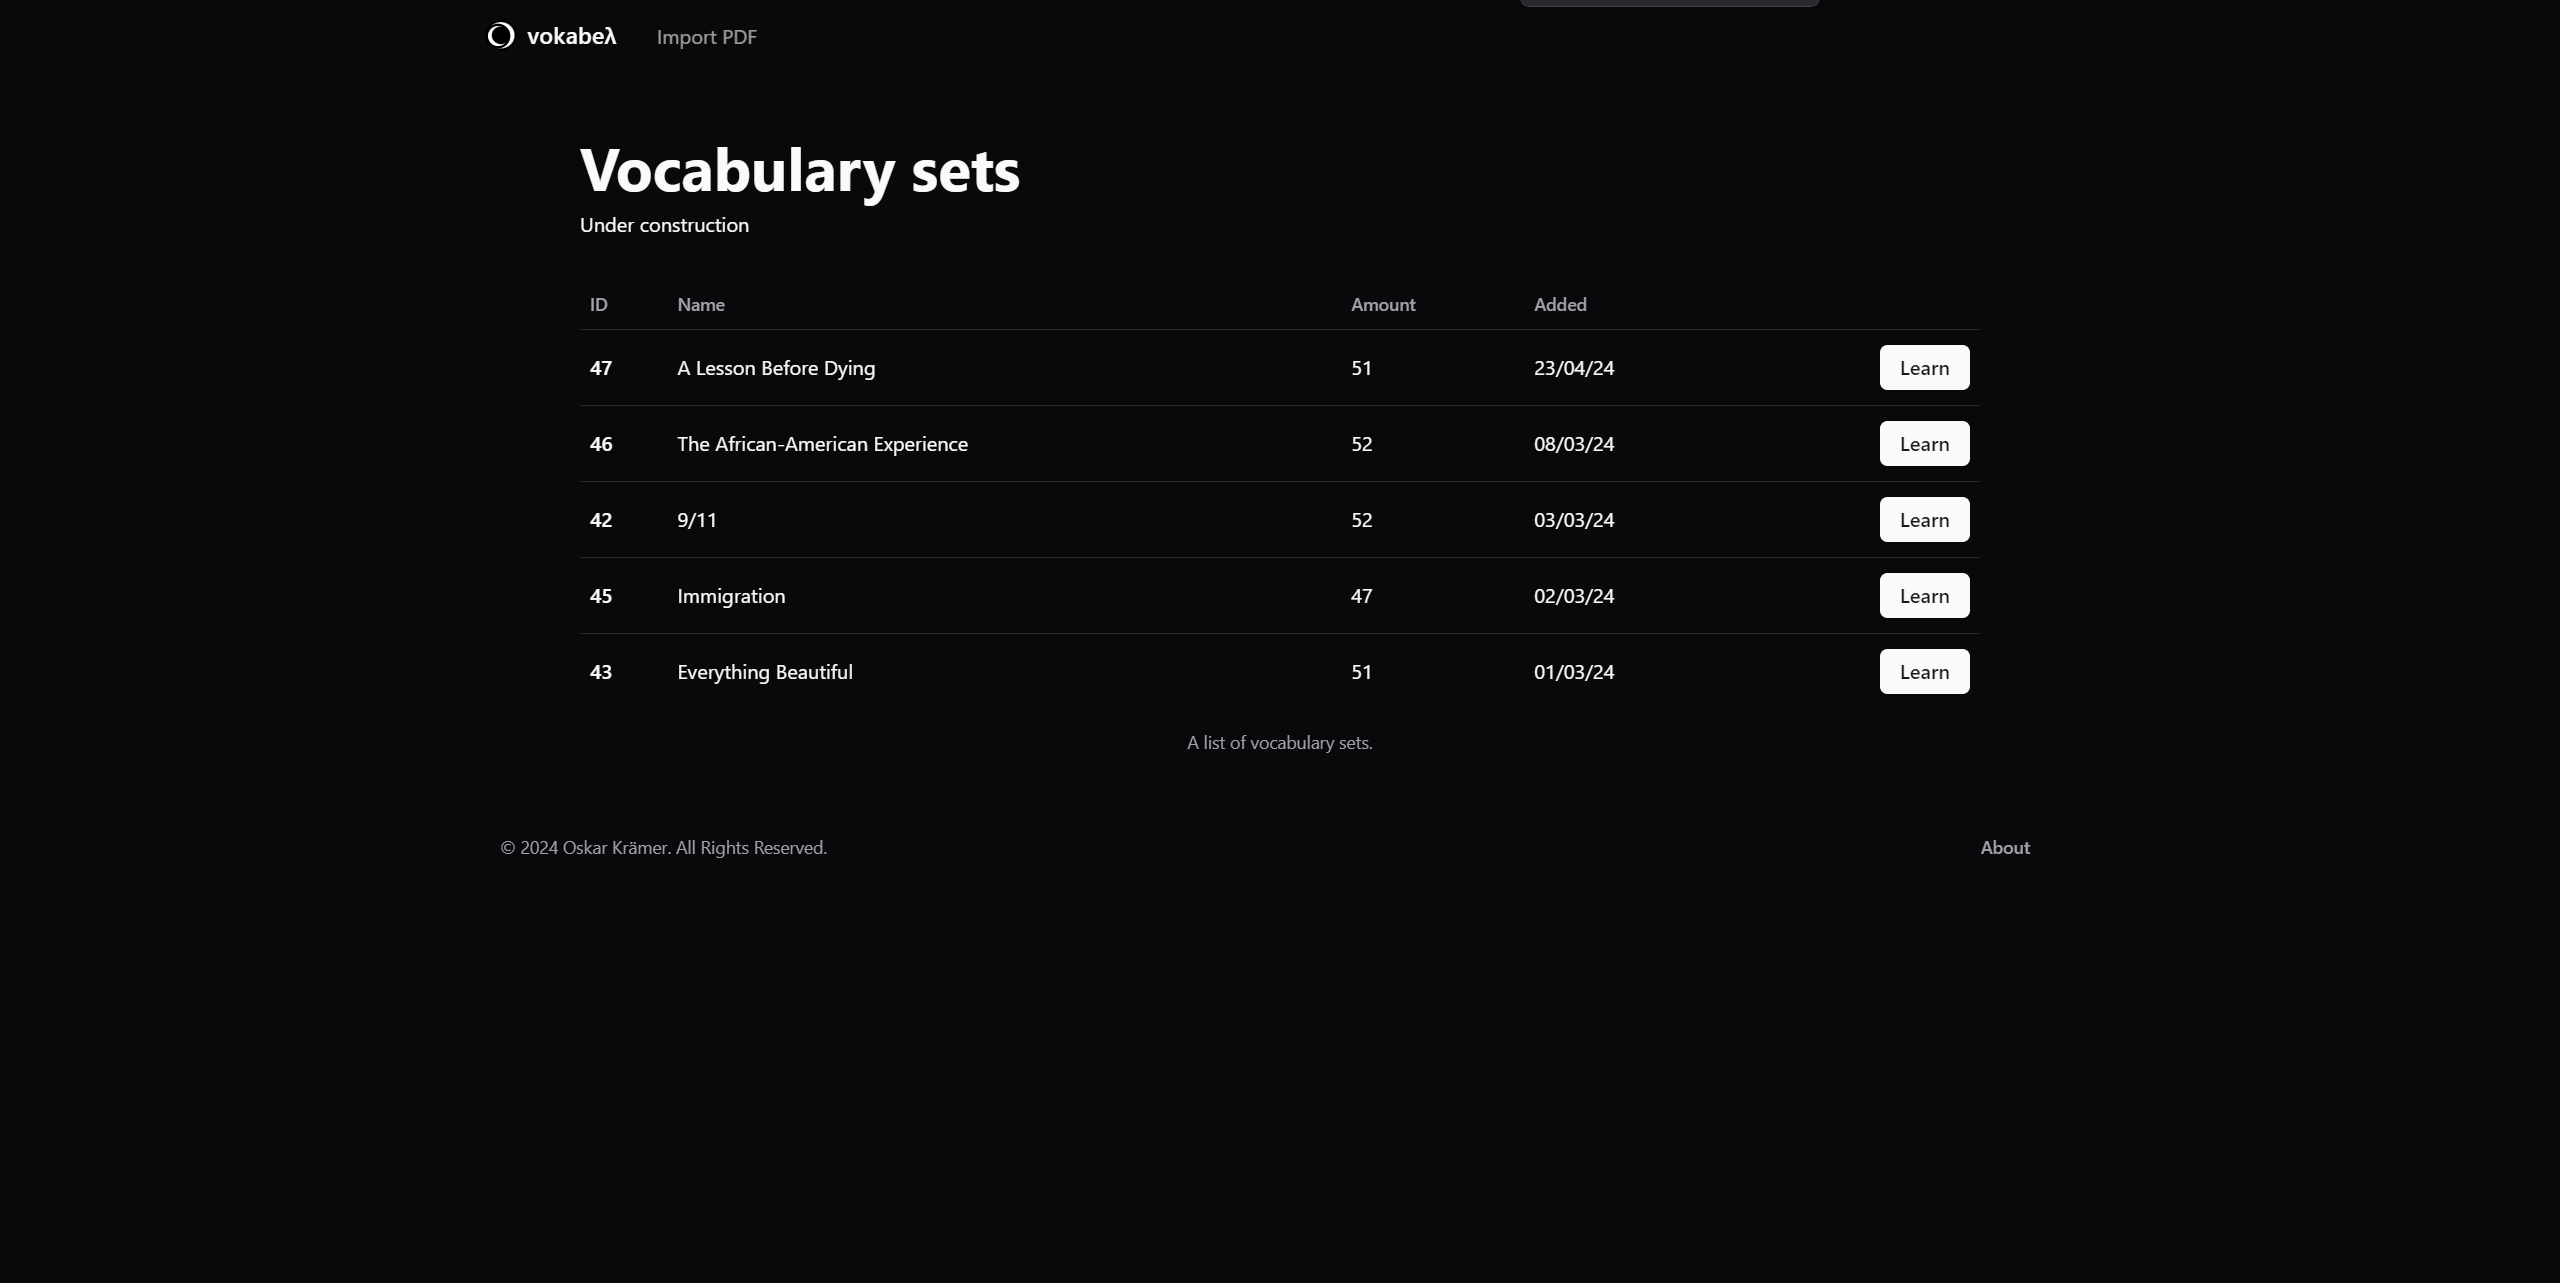 vokabeλ Import PDF
Vocabulary sets
Under construction
ID Name Amount Added
47 A Lesson Before Dying 51 23/04/24 Learn
46 The African-American Experience 52 08/03/24 Learn
42 9/11 52 03/03/24 Learn
45 Immigration 47 02/03/24 Learn
43 Everything Beautiful 51 01/03/24 Learn
A list of vocabulary sets.
© 2024 Oskar Krämer. All Rights Reserved. About